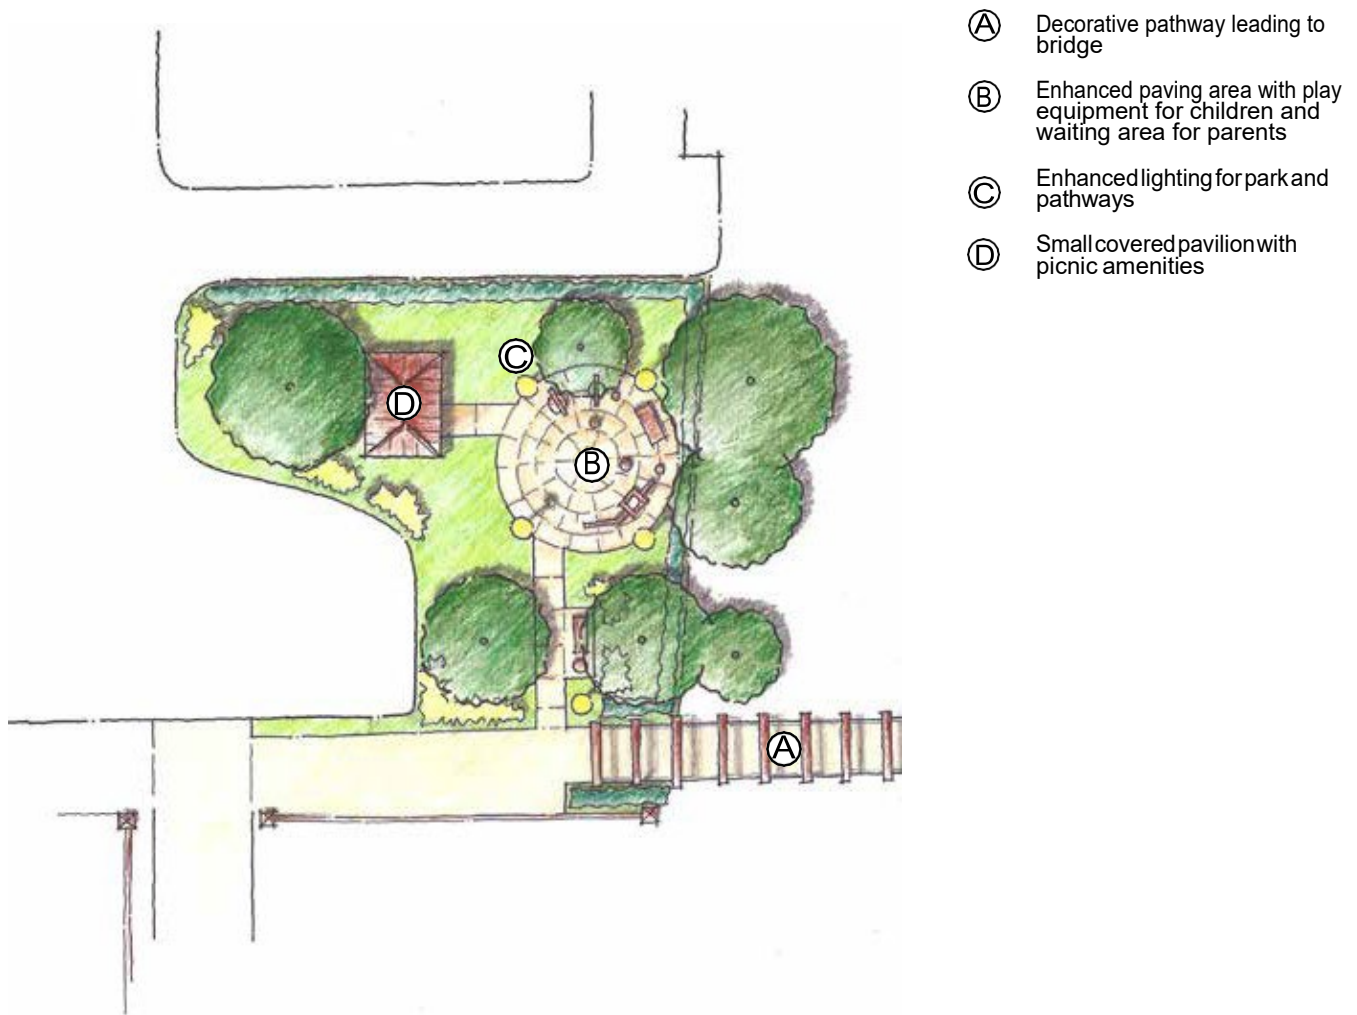 A Decorative pathway leading to
bridge
B Enhanced paving area with play
equipment for children and
waiting area for parents
C Enhanced lighting for park and
pathways
D Small covered pavilion with
picnic amenities
C
D
B
A